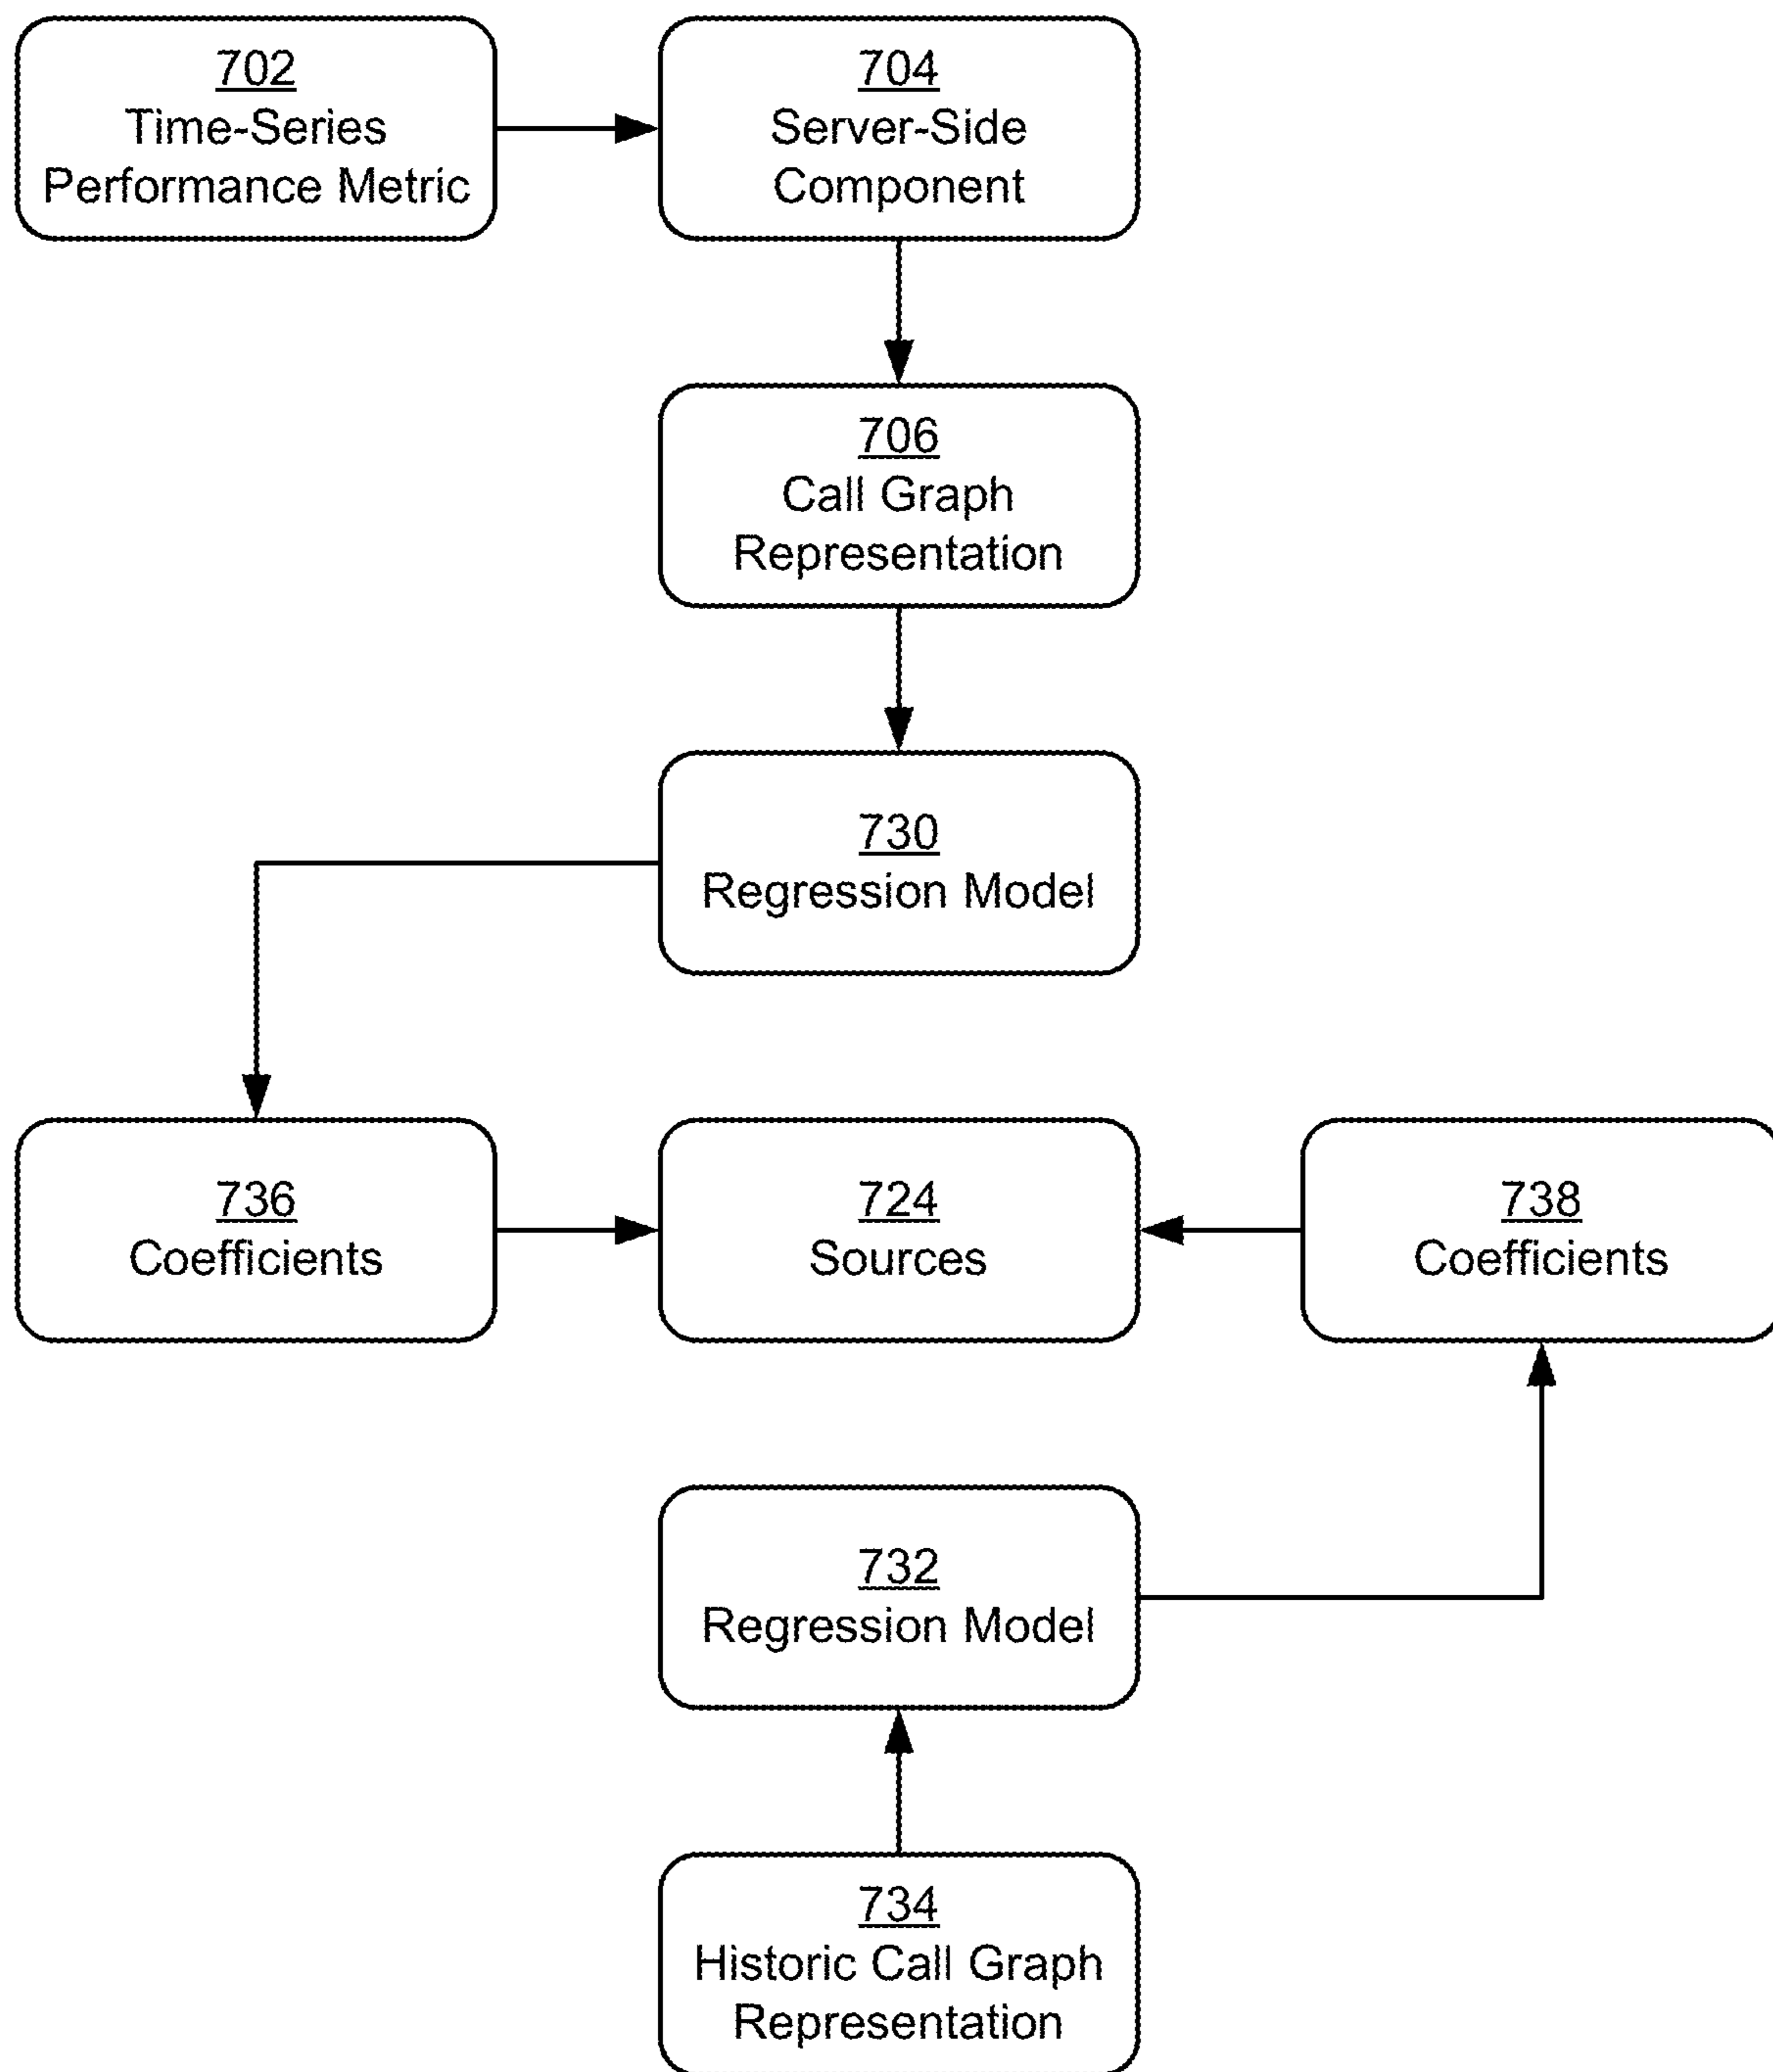 702
Time-Series
Performance Metric
704
Server-Side
Component
706
Call Graph
Representation
730
Regression Model
736
Coefficients
724
Sources
738
Coefficients
732
Regression Model
734
Historic Call Graph
Representation